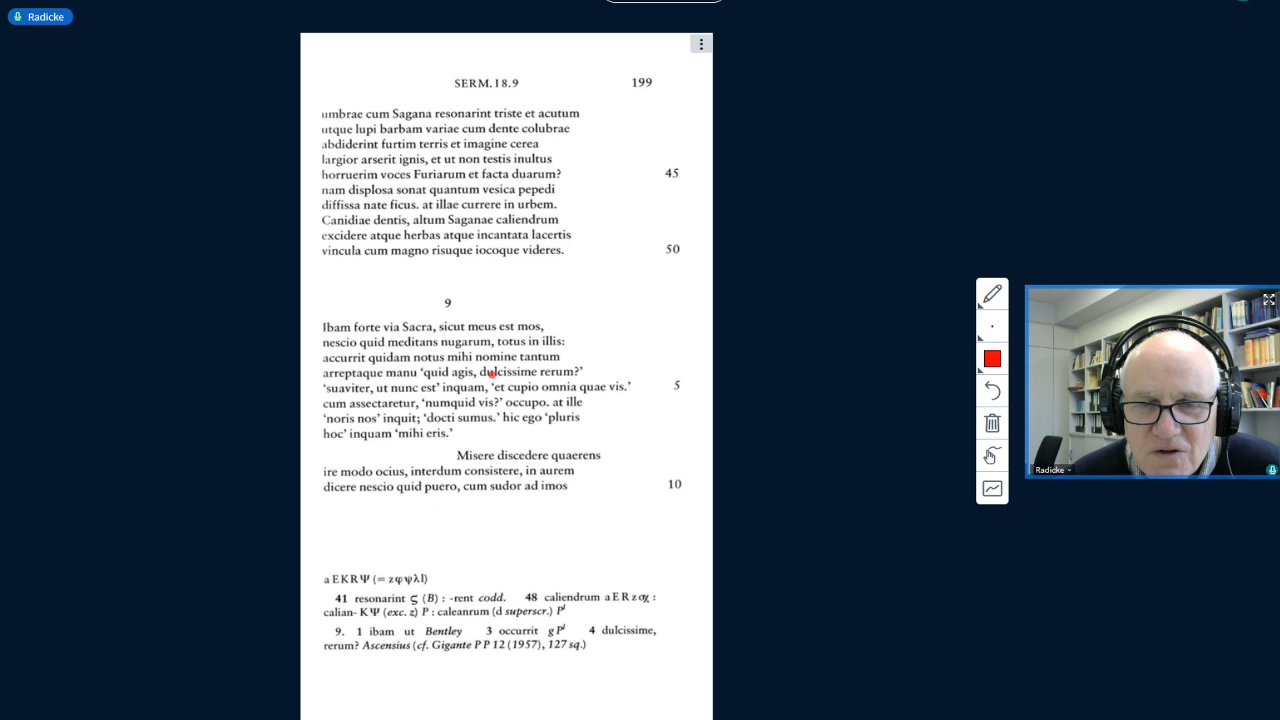 Radicke
SERM. I 8.9
199
umbrae cum Sagana resonarint triste et acutum
utque lupi barbam variae cum dente colubrae
abdiderint furtim terris et imagine cerea
largior arserit ignis, et ut non testis inultus
horruerim voces Furiarum et facta duarum? 45
nam displosa sonat quantum vesica pepedi
diffissa nate ficus. at illae currere in urbem.
Canidiae dentis, altum Saganae caliendrum
excidere atque herbas atque incantata lacertis
vincula cum magno risuque iocoque videres. 50
9
Ibam forte via Sacra, sicut meus est mos,
nescio quid meditans nugarum, totus in illis:
accurrit quidam notus mihi nomine tantum
arreptaque manu ‘quid agis, dulcissime rerum?’
‘suaviter, ut nunc est’ inquam, ‘et cupio omnia quae vis.’ 5
cum assectaretur, ‘numquid vis?’ occupo. at ille
‘noris nos’ inquit; ‘docti sumus.’ hic ego ‘pluris
hoc’ inquam ‘mihi eris.’
Misere discedere quaerens
ire modo ocius, interdum consistere, in aurem
dicere nescio quid puero, cum sudor ad imos 10
a E K R Ψ (= z φ ψ λ l)
41 resonarint ϛ (B) : -rent codd. 48 caliendrum a E R z σχ :
calian- K Ψ (exc. z) P : caleanrum (d superscr.) Pˡ
9. 1 ibam ut Bentley 3 occurrit g Pˡ 4 dulcissime,
rerum? Ascensius (cf. Gigante P P 12 (1957), 127 sq.)
Radicke